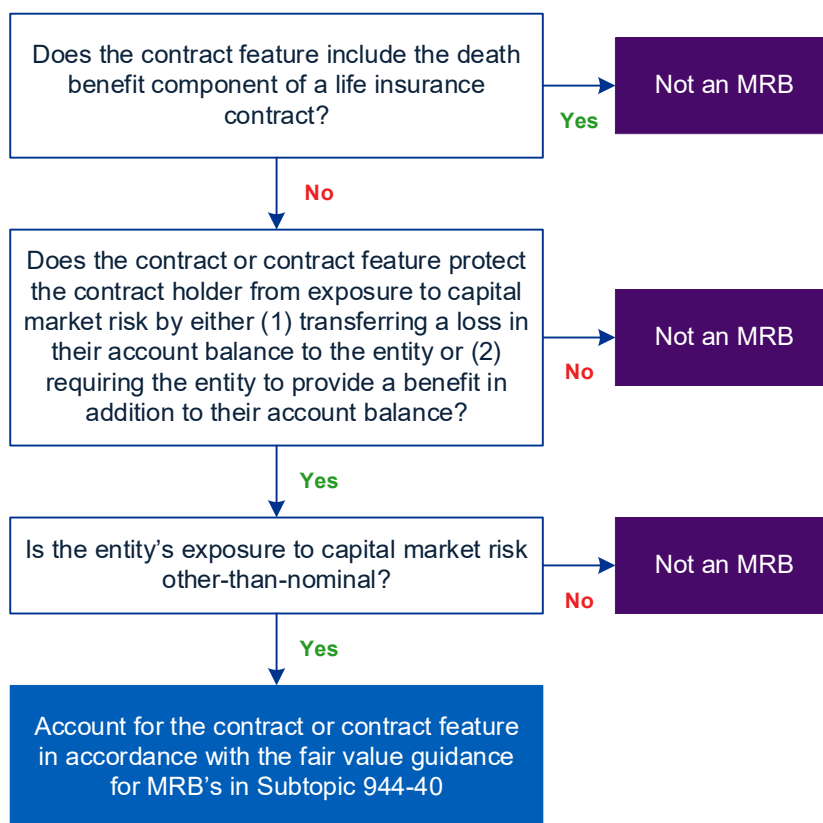 Does the contract feature include the death
benefit component of a life insurance
contract?
Not an MRB
Yes
No
Does the contract or contract feature protect
the contract holder from exposure to capital
market risk by either (1) transferring a loss in
their account balance to the entity or (2)
requiring the entity to provide a benefit in
addition to their account balance?
Not an MRB
No
Yes
Is the entity's exposure to capital market risk
other-than-nominal?
Not an MRB
No
Yes
Account for the contract or contract feature
in accordance with the fair value guidance
for MRB's in Subtopic 944-40